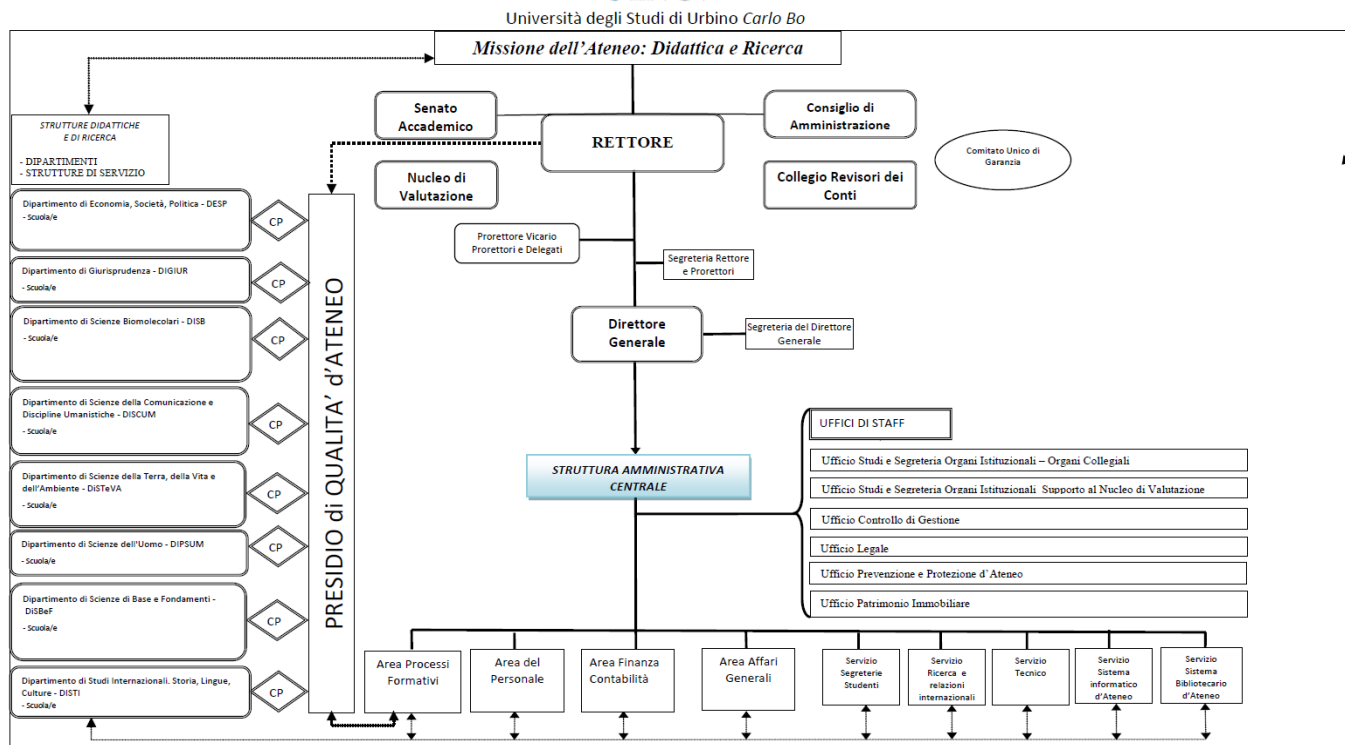 Università degli Studi di Urbino Carlo Bo
Missione dell’Ateneo: Didattica e Ricerca
Senato
Accademico
Consiglio di
Amministrazione
STRUTTURE DIDATTICHE
E DI RICERCA
- DIPARTIMENTI
- STRUTTURE DI SERVIZIO
RETTORE
Comitato Unico di
Garanzia
Nucleo di
Valutazione
Collegio Revisori dei
Conti
Dipartimento di Economia, Società, Politica - DESP
- Scuola/e
CP
Dipartimento di Giurisprudenza - DIGIUR
- Scuola/e
CP
Dipartimento di Scienze Biomolecolari - DISB
- Scuola/e
CP
Dipartimento di Scienze della Comunicazione e
Discipline Umanistiche - DISCUM
- Scuola/e
CP
Dipartimento di Scienze della Terra, della Vita e
dell’Ambiente - DiSTeVA
- Scuola/e
CP
Dipartimento di Scienze dell'Uomo - DIPSUM
- Scuola/e
CP
Dipartimento di Scienze di Base e Fondamenti -
DiSBeF
- Scuola/e
CP
Dipartimento di Studi Internazionali. Storia, Lingue,
Culture - DISTI
- Scuola/e
CP
PRESIDIO di QUALITA’ d’ATENEO
Prorettore Vicario
Prorettori e Delegati
Segreteria Rettore
e Prorettori
Direttore
Generale
Segreteria del Direttore
Generale
STRUTTURA AMMINISTRATIVA
CENTRALE
UFFICI DI STAFF
Ufficio Studi e Segreteria Organi Istituzionali – Organi Collegiali
Ufficio Studi e Segreteria Organi Istituzionali Supporto al Nucleo di Valutazione
Ufficio Controllo di Gestione
Ufficio Legale
Ufficio Prevenzione e Protezione d’Ateneo
Ufficio Patrimonio Immobiliare
Area Processi
Formativi
Area del
Personale
Area Finanza
Contabilità
Area Affari
Generali
Servizio
Segreterie
Studenti
Servizio
Ricerca e
relazioni
internazionali
Servizio
Tecnico
Servizio
Sistema
informatico
d’Ateneo
Servizio
Sistema
Bibliotecario
d’Ateneo